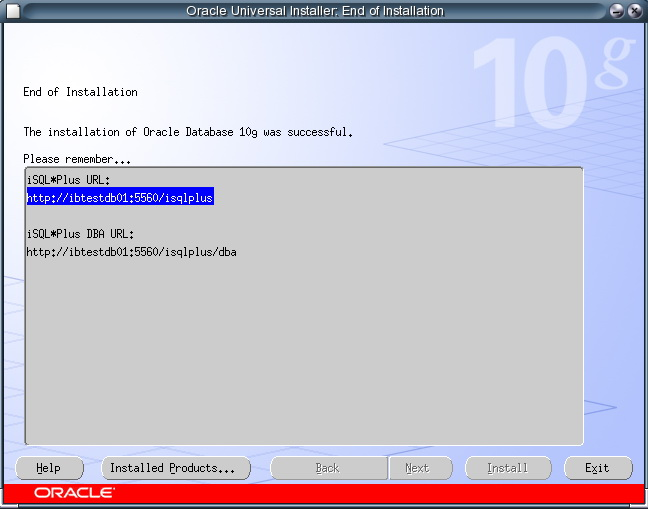 Oracle Universal Installer: End of Installation
10g
End of Installation
The installation of Oracle Database 10g was successful.
Please remember...
iSQL*Plus URL:
http://ibtestdb01:5560/isqlplus
iSQL*Plus DBA URL:
http://ibtestdb01:5560/isqlplus/dba
Help Installed Products... Back Next Install Exit
ORACLE